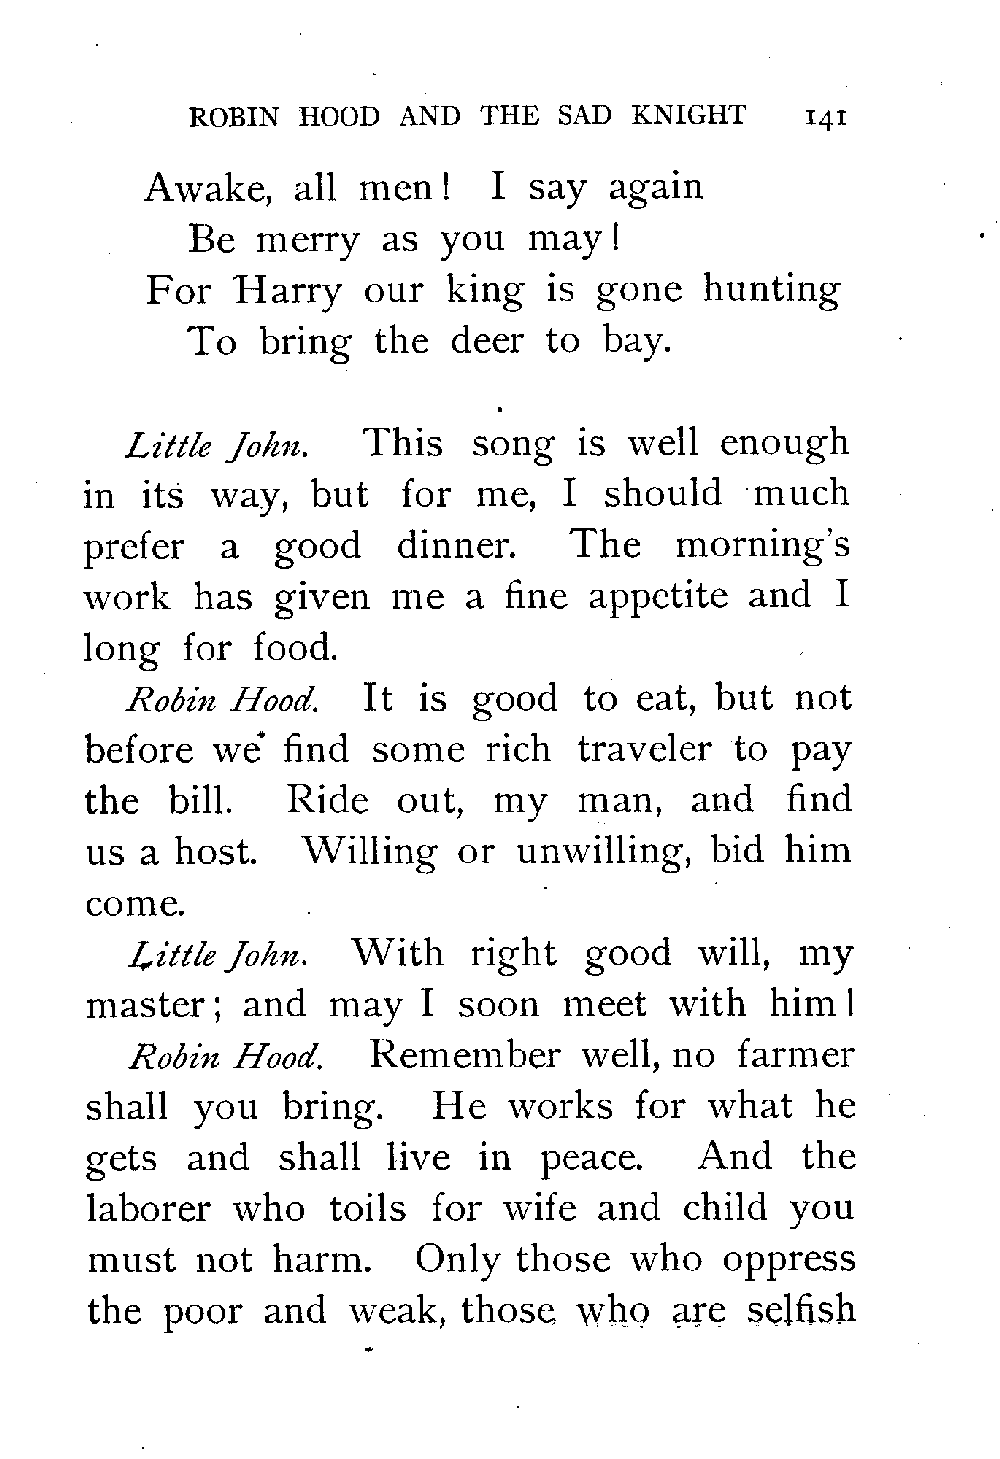 ROBIN HOOD AND THE SAD KNIGHT 141
Awake, all men! I say again
Be merry as you may!
For Harry our king is gone hunting
To bring the deer to bay.
Little John. This song is well enough
in its way, but for me, I should much
prefer a good dinner. The morning's
work has given me a fine appetite and I
long for food.
Robin Hood. It is good to eat, but not
before we find some rich traveler to pay
the bill. Ride out, my man, and find
us a host. Willing or unwilling, bid him
come.
Little John. With right good will, my
master; and may I soon meet with him!
Robin Hood. Remember well, no farmer
shall you bring. He works for what he
gets and shall live in peace. And the
laborer who toils for wife and child you
must not harm. Only those who oppress
the poor and weak, those who are selfish